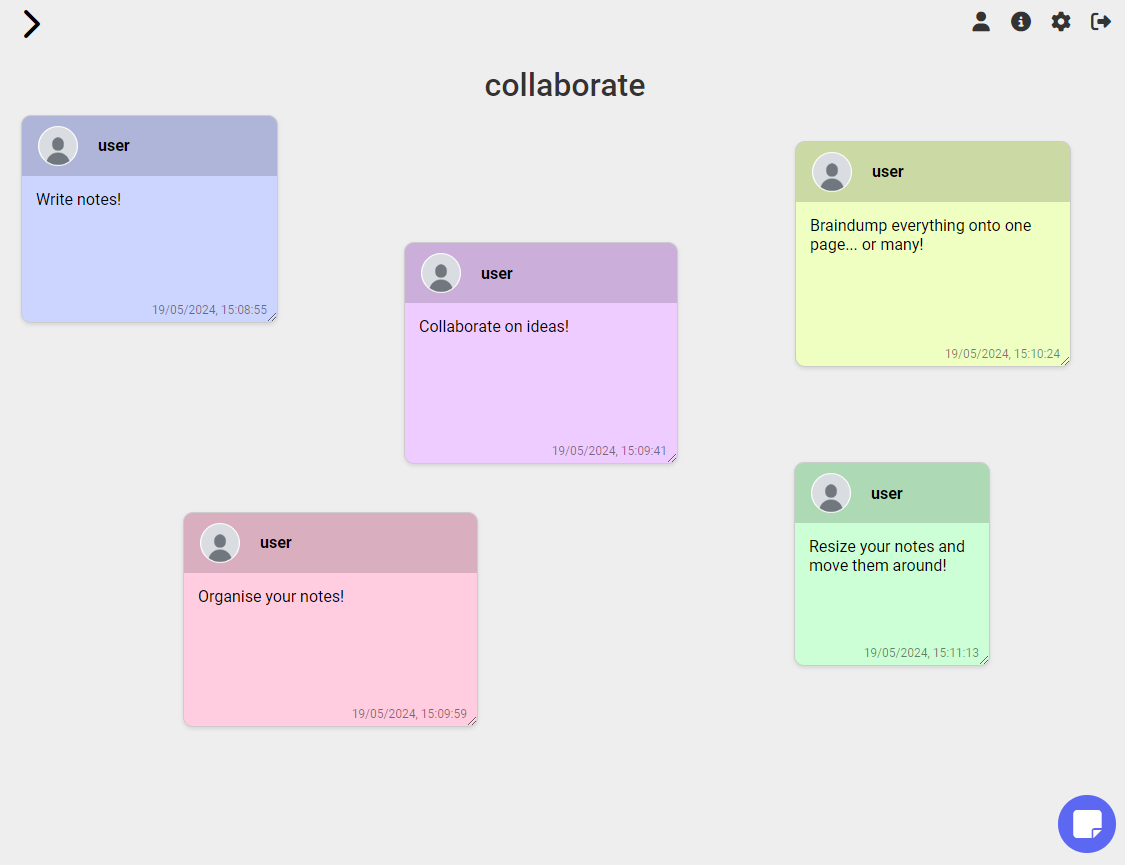 collaborate
user
Write notes!
19/05/2024, 15:08:55
user
Braindump everything onto one
page... or many!
19/05/2024, 15:10:24
user
Collaborate on ideas!
19/05/2024, 15:09:41
user
Resize your notes and
move them around!
19/05/2024, 15:11:13
user
Organise your notes!
19/05/2024, 15:09:59